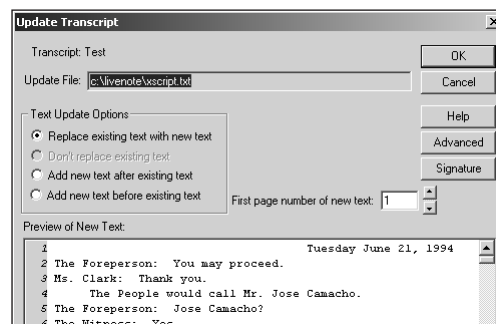 Update Transcript
Transcript: Test
OK
Update File: c:\livenote\xscript.txt
Cancel
Text Update Options
Help
Replace existing text with new text
Advanced
Don't replace existing text
Signature
Add new text after existing text
Add new text before existing text
First page number of new text: 1
Preview of New Text:
1 Tuesday June 21, 1994
2 The Foreperson: You may proceed.
3 Ms. Clark: Thank you.
4 The People would call Mr. Jose Camacho.
5 The Foreperson: Jose Camacho?
6 The Witness: Yes